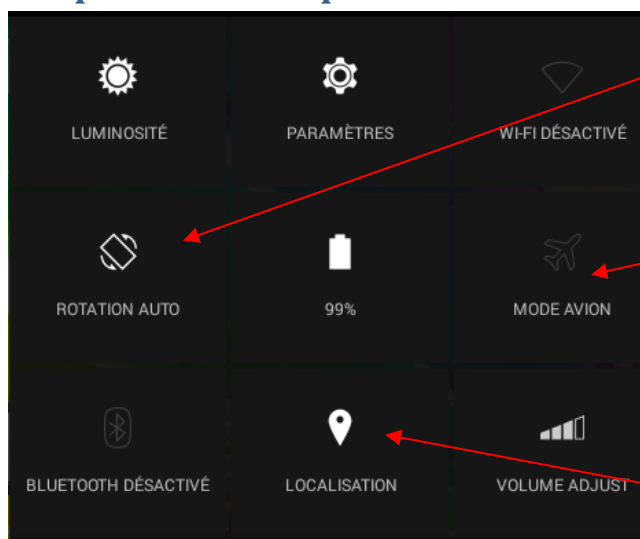 LUMINOSITÉ
PARAMÈTRES
WI-FI DÉSACTIVÉ
ROTATION AUTO
99%
MODE AVION
BLUETOOTH DÉSACTIVÉ
LOCALISATION
VOLUME ADJUST